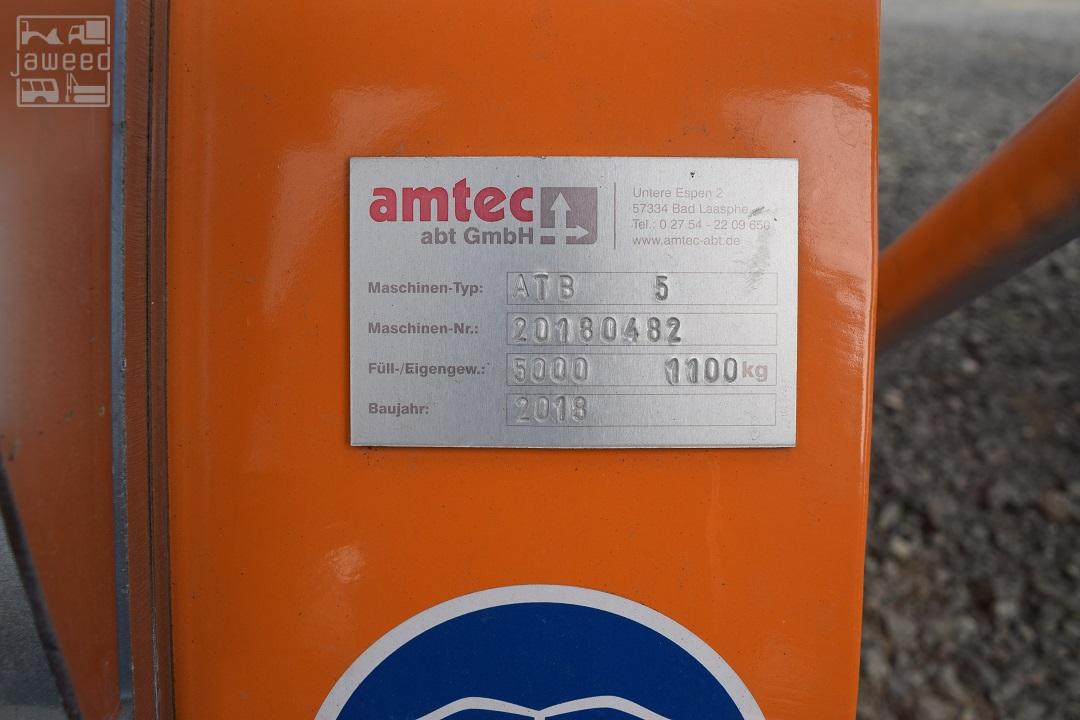 jaweed
amtec
abt GmbH
Untere Espen 2
57334 Bad Laasphe
Tel.: 0 27 54 - 22 09 650
www.amtec-abt.de
Maschinen-Typ: ATB 5
Maschinen-Nr.: 20180482
Füll-/Eigengew.: 5000 1100 kg
Baujahr: 2018